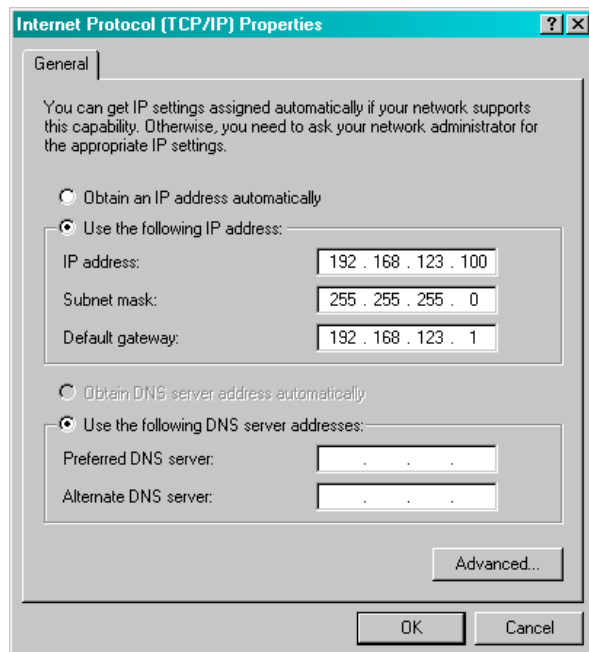 Internet Protocol (TCP/IP) Properties
General
You can get IP settings assigned automatically if your network supports
this capability. Otherwise, you need to ask your network administrator for
the appropriate IP settings.
Obtain an IP address automatically
Use the following IP address:
IP address: 192 . 168 . 123 . 100
Subnet mask: 255 . 255 . 255 . 0
Default gateway: 192 . 168 . 123 . 1
Obtain DNS server address automatically
Use the following DNS server addresses:
Preferred DNS server: . . .
Alternate DNS server: . . .
Advanced...
OK Cancel